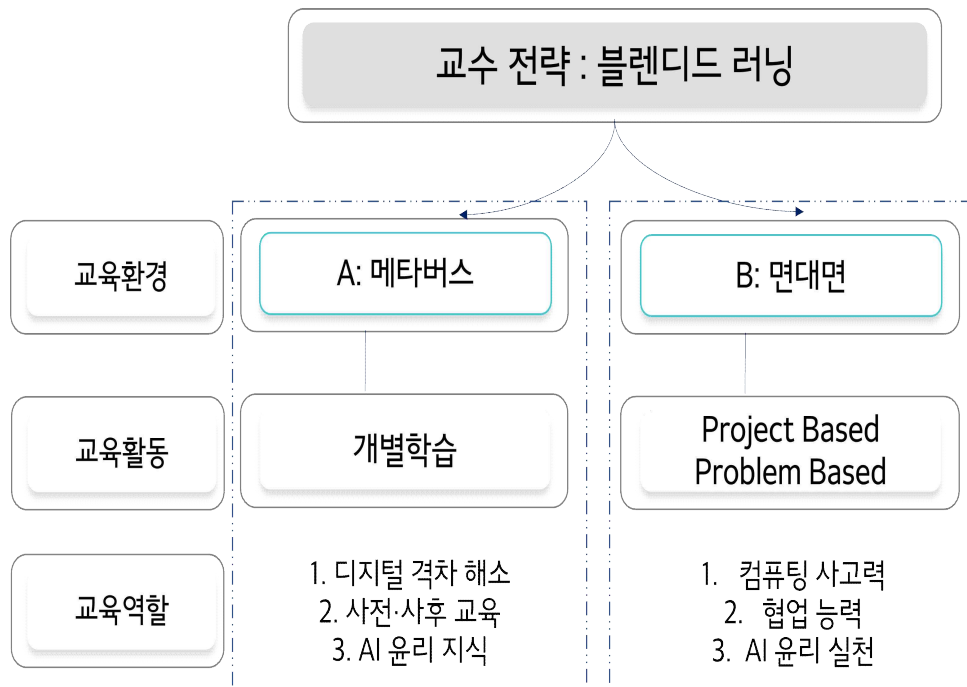 교수 전략 : 블렌디드 러닝
교육환경
A: 메타버스
B: 면대면
교육활동
개별학습
Project Based
Problem Based
교육역할
1. 디지털 격차 해소
2. 사전·사후 교육
3. AI 윤리 지식
1. 컴퓨팅 사고력
2. 협업 능력
3. AI 윤리 실천